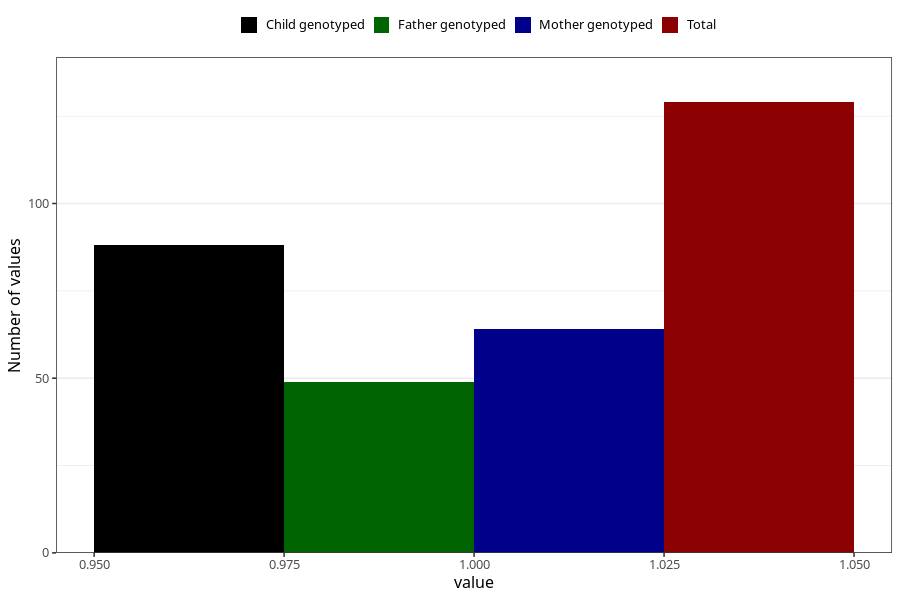 Child genotyped Father genotyped Mother genotyped Total
Number of values
100
50
0
0.950 0.975 1.000 1.025 1.050
value